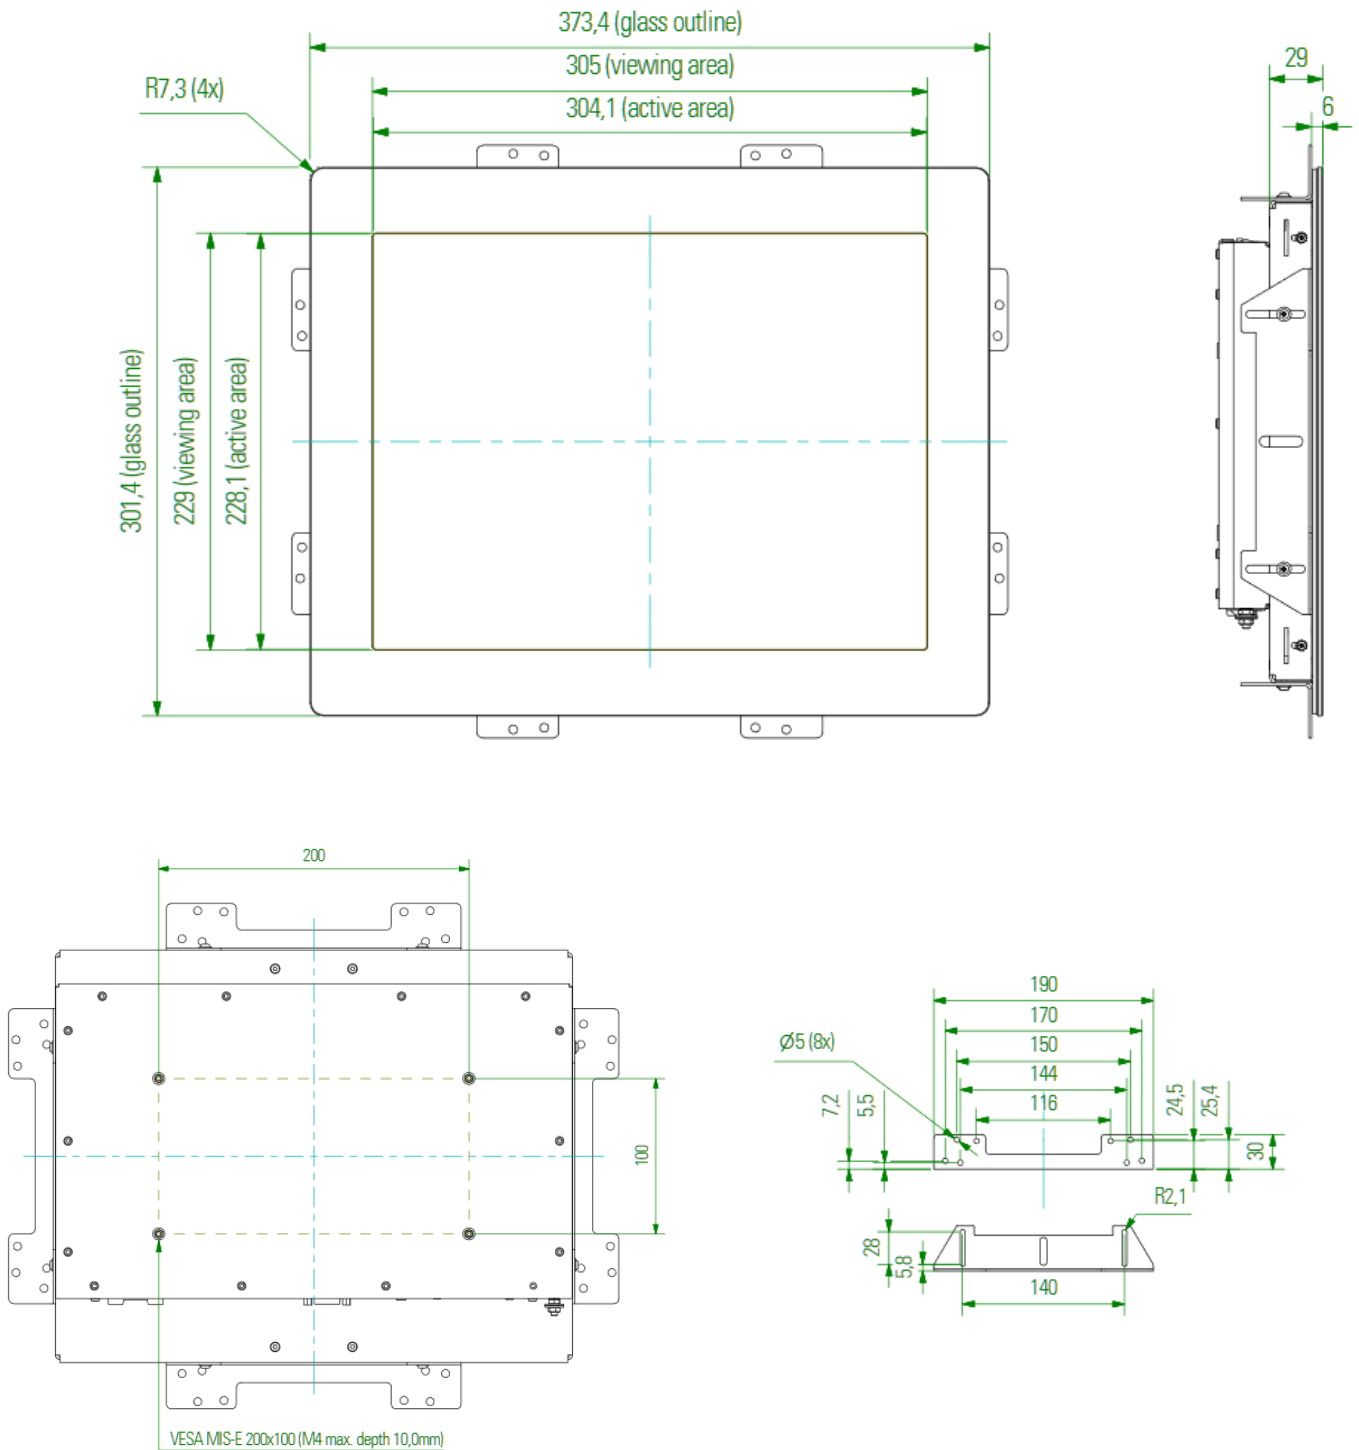 373,4 (glass outline)
305 (viewing area)
304,1 (active area)
R7,3 (4x)
29
6
301,4 (glass outline)
229 (viewing area)
228,1 (active area)
200
100
VESA MIS-E 200x100 (M4 max. depth 10,0mm)
190
170
150
144
116
Ø5 (8x)
7,2
5,5
24,5
25,4
30
R2,1
28
5,8
140